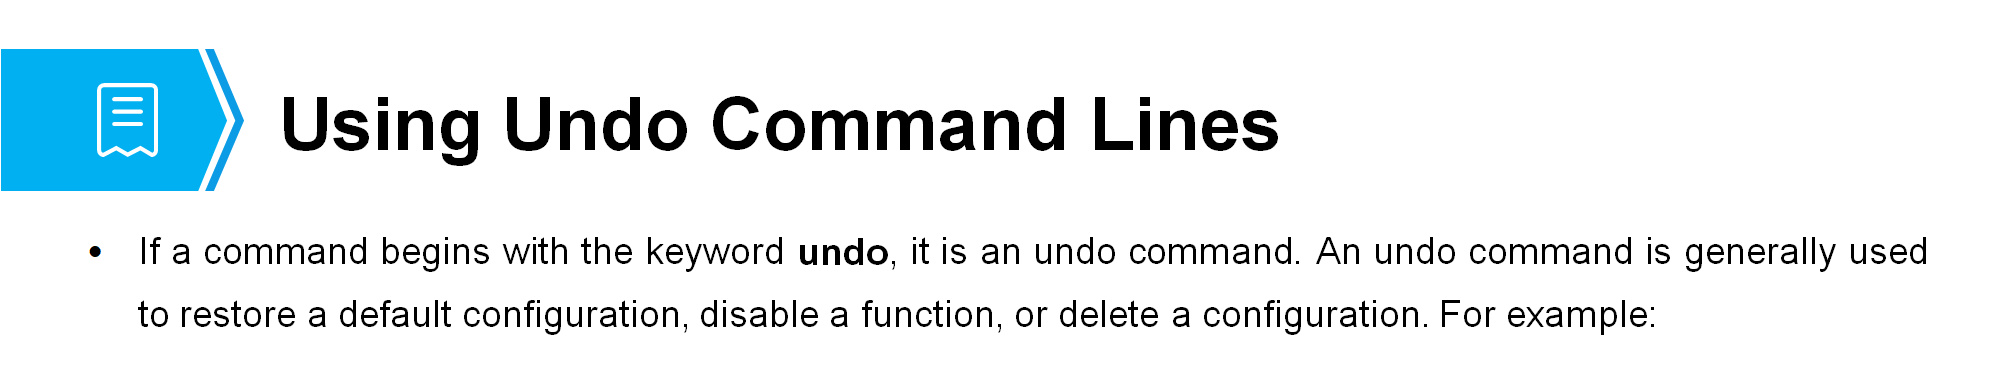 Using Undo Command Lines
• If a command begins with the keyword undo, it is an undo command. An undo command is generally used
to restore a default configuration, disable a function, or delete a configuration. For example: